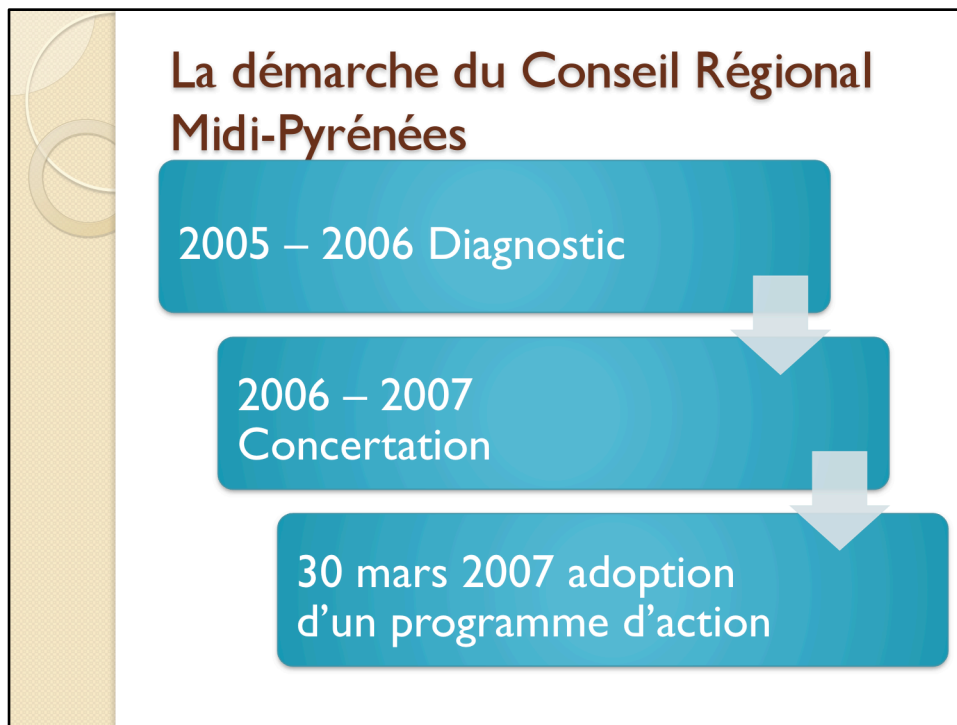 La démarche du Conseil Régional
Midi-Pyrénées
2005 – 2006 Diagnostic
2006 – 2007
Concertation
30 mars 2007 adoption
d’un programme d’action